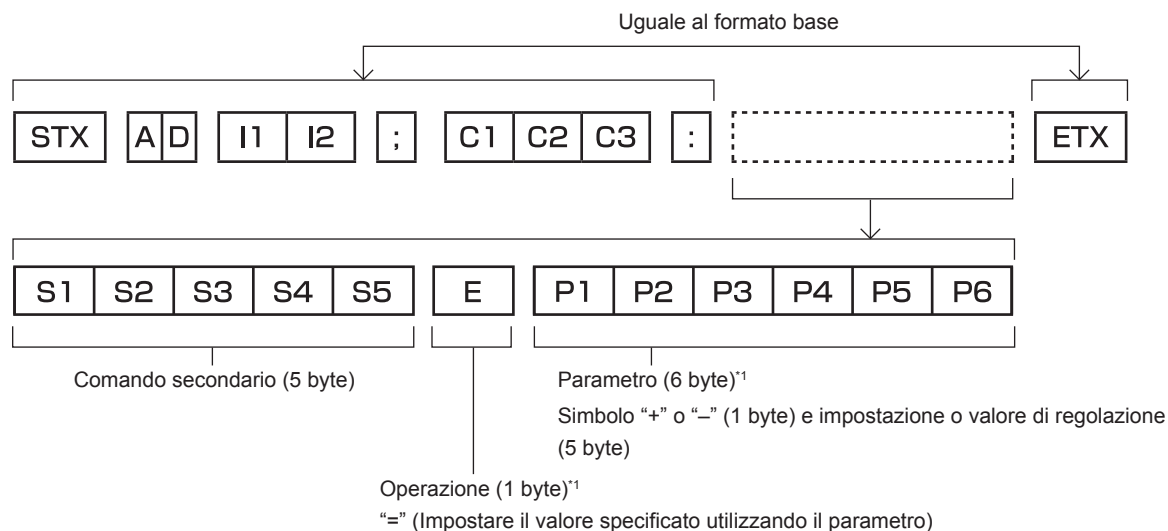 Uguale al formato base
STX A D I1 I2 ; C1 C2 C3 : ETX
S1 S2 S3 S4 S5 E P1 P2 P3 P4 P5 P6
Comando secondario (5 byte)
Parametro (6 byte)*1
Simbolo “+” o “–” (1 byte) e impostazione o valore di regolazione
(5 byte)
Operazione (1 byte)*1
“=” (Impostare il valore specificato utilizzando il parametro)